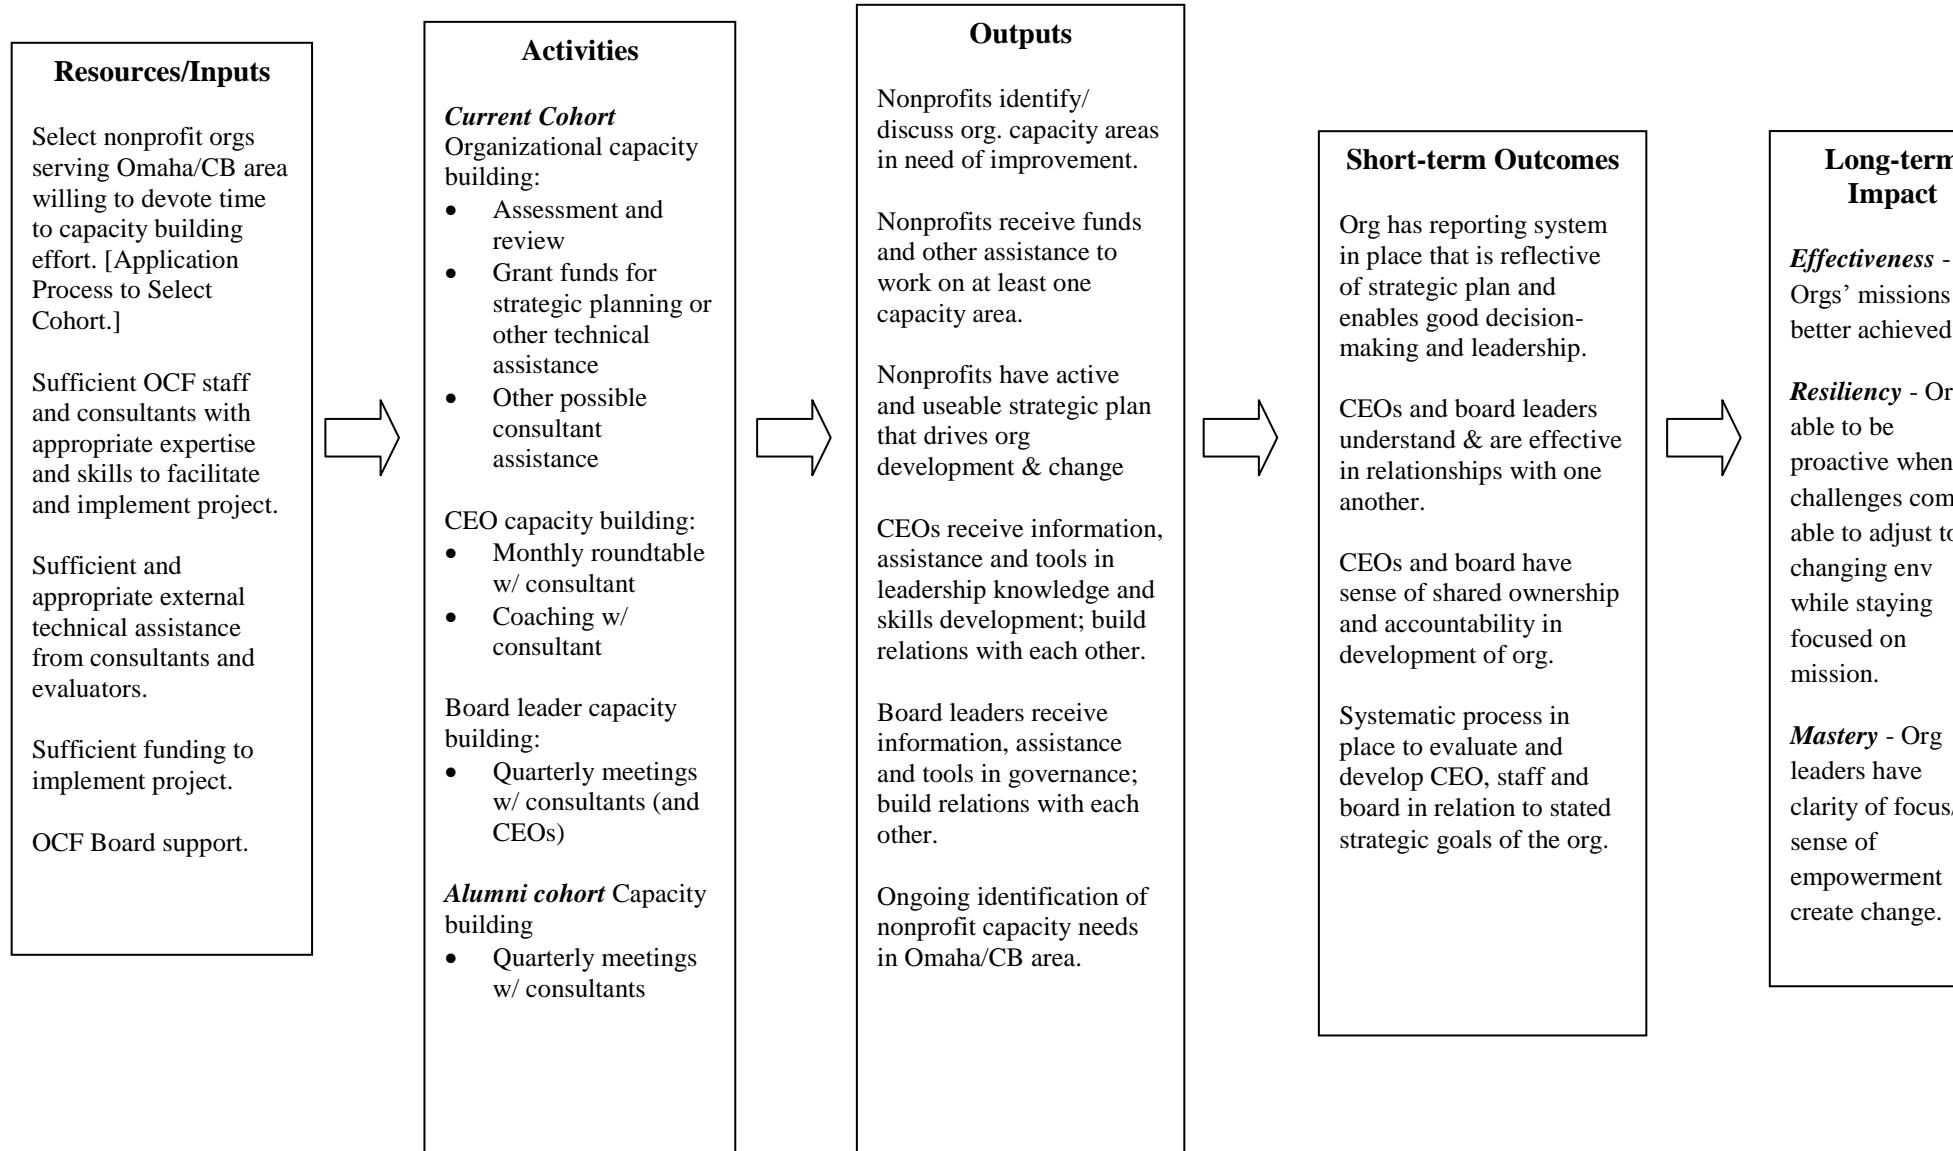 Resources/Inputs
Select nonprofit orgs
serving Omaha/CB area
willing to devote time
to capacity building
effort. [Application
Process to Select
Cohort.]
Sufficient OCF staff
and consultants with
appropriate expertise
and skills to facilitate
and implement project.
Sufficient and
appropriate external
technical assistance
from consultants and
evaluators.
Sufficient funding to
implement project.
OCF Board support.
Activities
Current Cohort
Organizational capacity
building:
• Assessment and
review
• Grant funds for
strategic planning or
other technical
assistance
• Other possible
consultant
assistance
CEO capacity building:
• Monthly roundtable
w/ consultant
• Coaching w/
consultant
Board leader capacity
building:
• Quarterly meetings
w/ consultants (and
CEOs)
Alumni cohort Capacity
building
• Quarterly meetings
w/ consultants
Outputs
Nonprofits identify/
discuss org. capacity areas
in need of improvement.
Nonprofits receive funds
and other assistance to
work on at least one
capacity area.
Nonprofits have active
and useable strategic plan
that drives org
development & change
CEOs receive information,
assistance and tools in
leadership knowledge and
skills development; build
relations with each other.
Board leaders receive
information, assistance
and tools in governance;
build relations with each
other.
Ongoing identification of
nonprofit capacity needs
in Omaha/CB area.
Short-term Outcomes
Org has reporting system
in place that is reflective
of strategic plan and
enables good decision-
making and leadership.
CEOs and board leaders
understand & are effective
in relationships with one
another.
CEOs and board have
sense of shared ownership
and accountability in
development of org.
Systematic process in
place to evaluate and
develop CEO, staff and
board in relation to stated
strategic goals of the org.
Impact
Effectiveness -
Orgs’ missions
better achieved
Resiliency -
able to be
proactive when
challenges
able to adjust
changing env
while staying
focused on
mission.
Mastery - Org
leaders have
clarity of focus/
sense of
empowerment
create change.